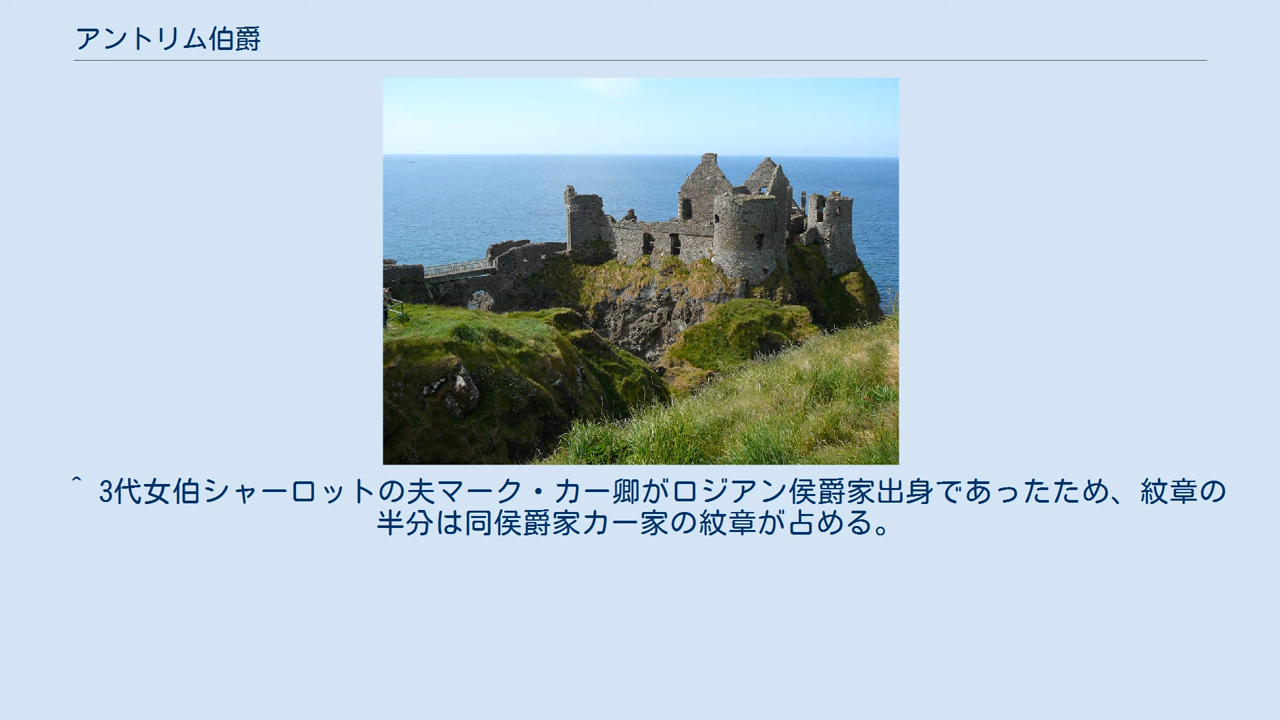 アントリム伯爵
^ 3代女伯シャーロットの夫マーク・カー卿がロジアン侯爵家出身であったため、紋章の
半分は同侯爵家カー家の紋章が占める。